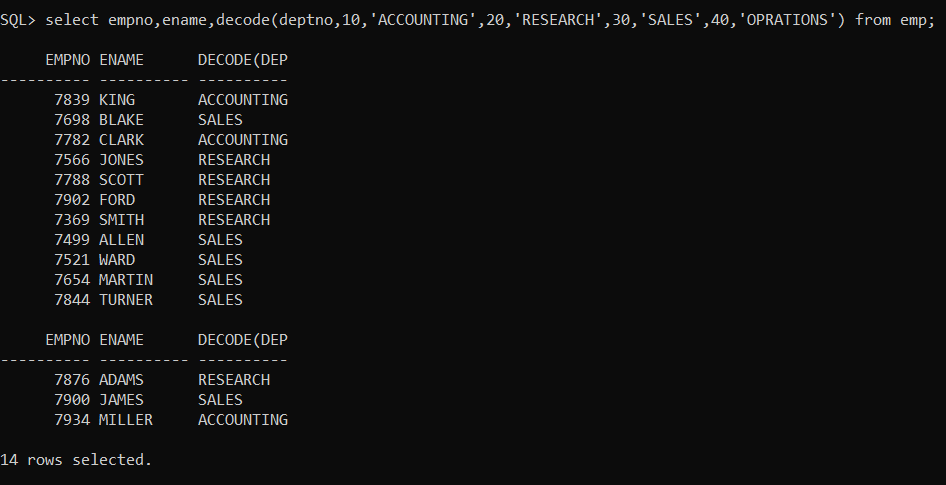 SQL> select empno,ename,decode(deptno,10,'ACCOUNTING',20,'RESEARCH',30,'SALES',40,'OPRATIONS') from emp;
     EMPNO ENAME      DECODE(DEP
---------- ---------- ----------
      7839 KING       ACCOUNTING
      7698 BLAKE      SALES
      7782 CLARK      ACCOUNTING
      7566 JONES      RESEARCH
      7788 SCOTT      RESEARCH
      7902 FORD       RESEARCH
      7369 SMITH      RESEARCH
      7499 ALLEN      SALES
      7521 WARD       SALES
      7654 MARTIN     SALES
      7844 TURNER     SALES
     EMPNO ENAME      DECODE(DEP
---------- ---------- ----------
      7876 ADAMS      RESEARCH
      7900 JAMES      SALES
      7934 MILLER     ACCOUNTING
14 rows selected.